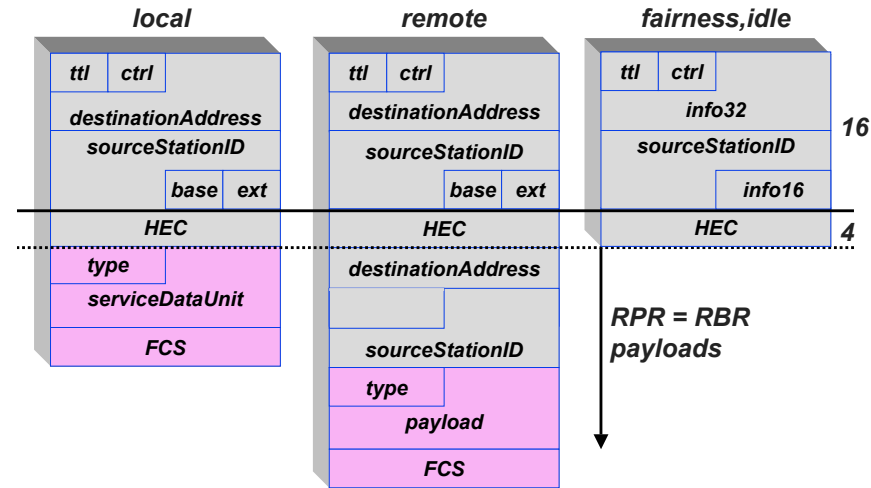 local
ttl ctrl
destinationAddress
sourceStationID
base ext
HEC
type
serviceDataUnit
FCS
remote
ttl ctrl
destinationAddress
sourceStationID
base ext
HEC
destinationAddress
sourceStationID
type
payload
FCS
fairness,idle
ttl ctrl
info32
sourceStationID
info16
HEC
16
4
RPR = RBR
payloads